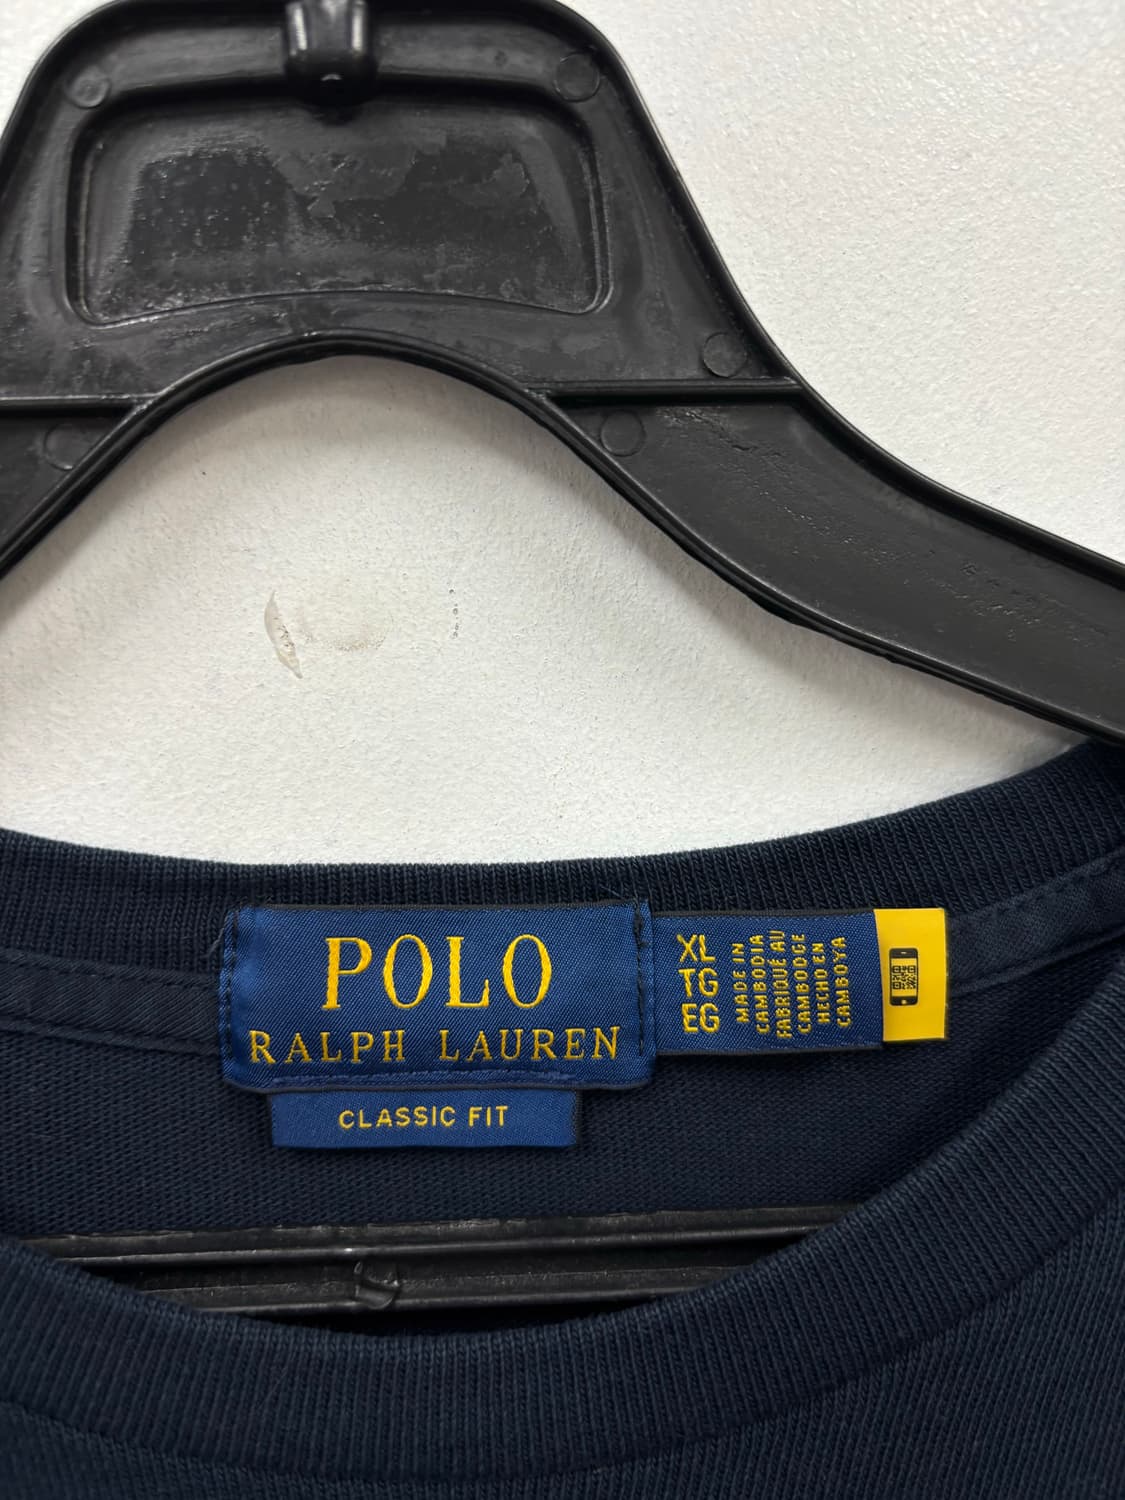 POLO
RALPH LAUREN
CLASSIC FIT
XL
TG
EG
MADE IN
CAMBODIA
FABRIQUÉ AU
CAMBODGE
HECHO EN
CAMBOYA